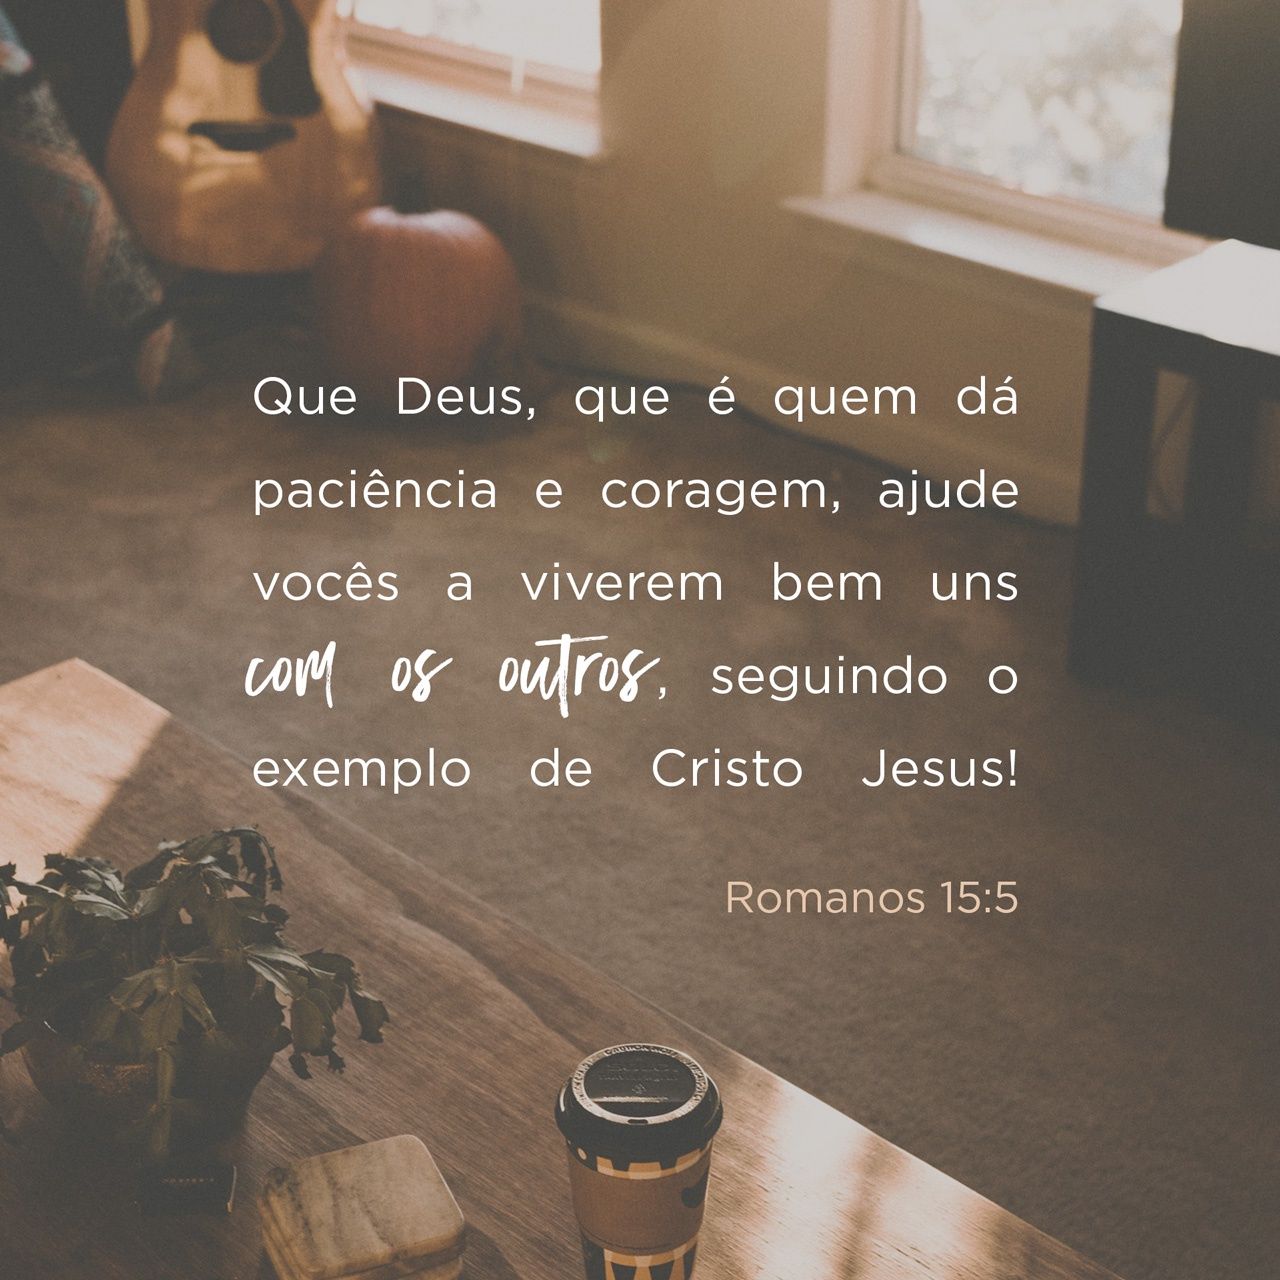 Que Deus, que é quem dá
paciência e coragem, ajude
vocês a viverem bem uns
com os outros, seguindo o
exemplo de Cristo Jesus!
Romanos 15:5